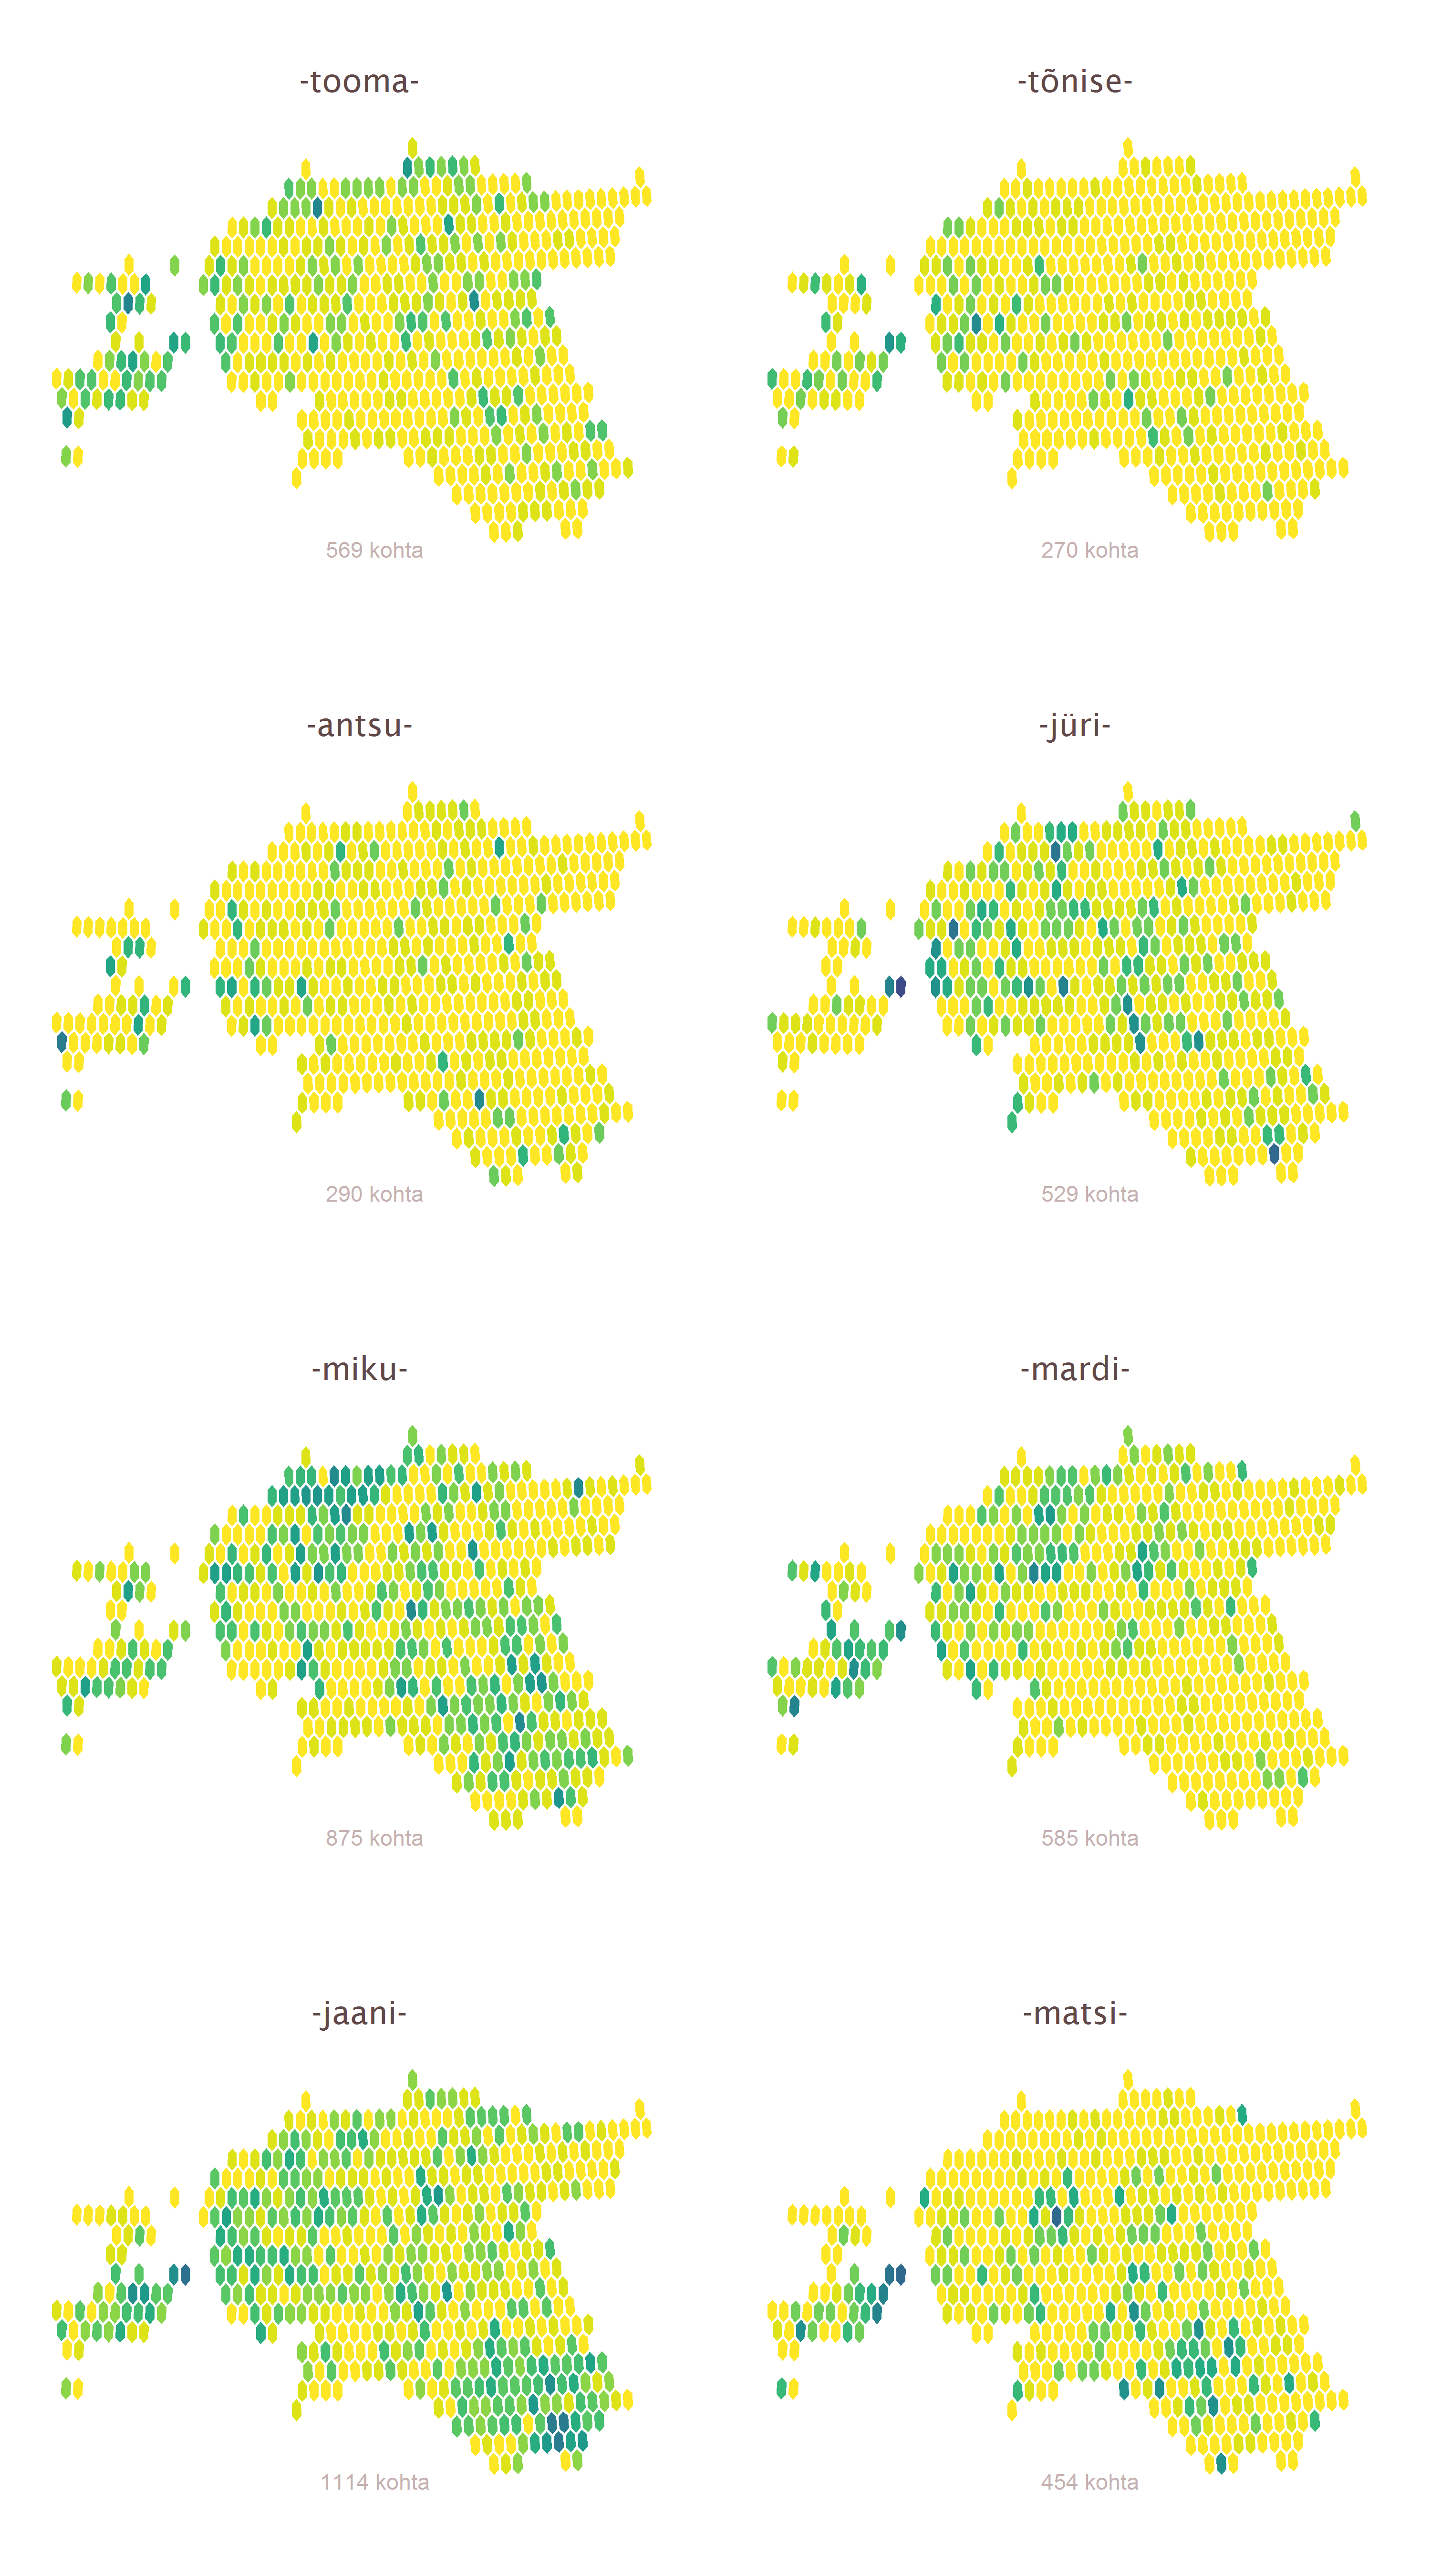 -tooma-
-tõnise-
569 kohta
270 kohta
-antsu-
-jüri-
290 kohta
529 kohta
-miku-
-mardi-
875 kohta
585 kohta
-jaani-
-matsi-
1114 kohta
454 kohta